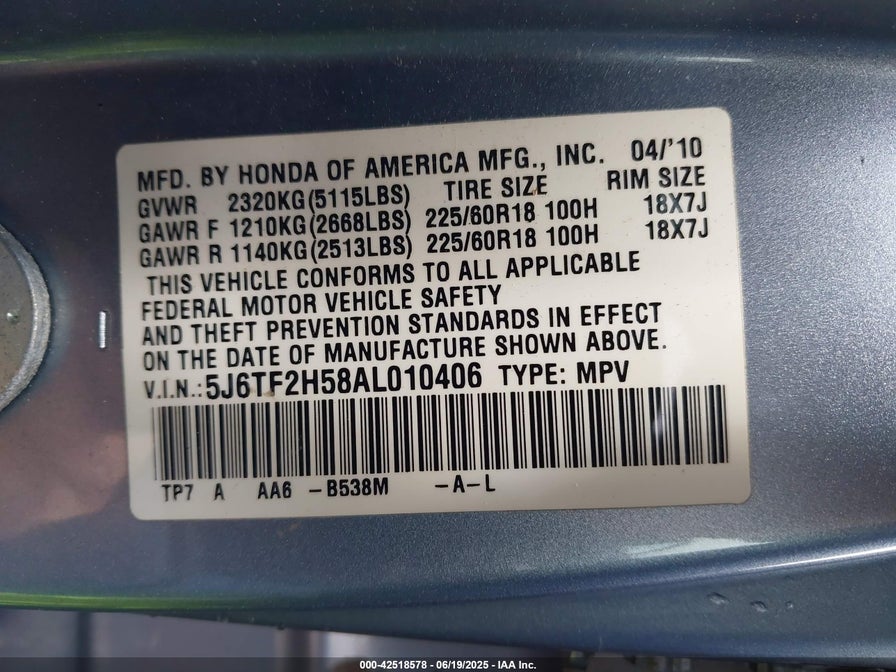 MFD. BY HONDA OF AMERICA MFG., INC. 04/'10
GVWR 2320KG(5115LBS) TIRE SIZE RIM SIZE
GAWR F 1210KG(2668LBS) 225/60R18 100H 18X7J
GAWR R 1140KG(2513LBS) 225/60R18 100H 18X7J
THIS VEHICLE CONFORMS TO ALL APPLICABLE
FEDERAL MOTOR VEHICLE SAFETY
AND THEFT PREVENTION STANDARDS IN EFFECT
ON THE DATE OF MANUFACTURE SHOWN ABOVE.
V.I.N.: 5J6TF2H58AL010406 TYPE: MPV
TP7 A AA6 -B538M -A-L
000-42518578 - 06/19/2025 - IAA Inc.